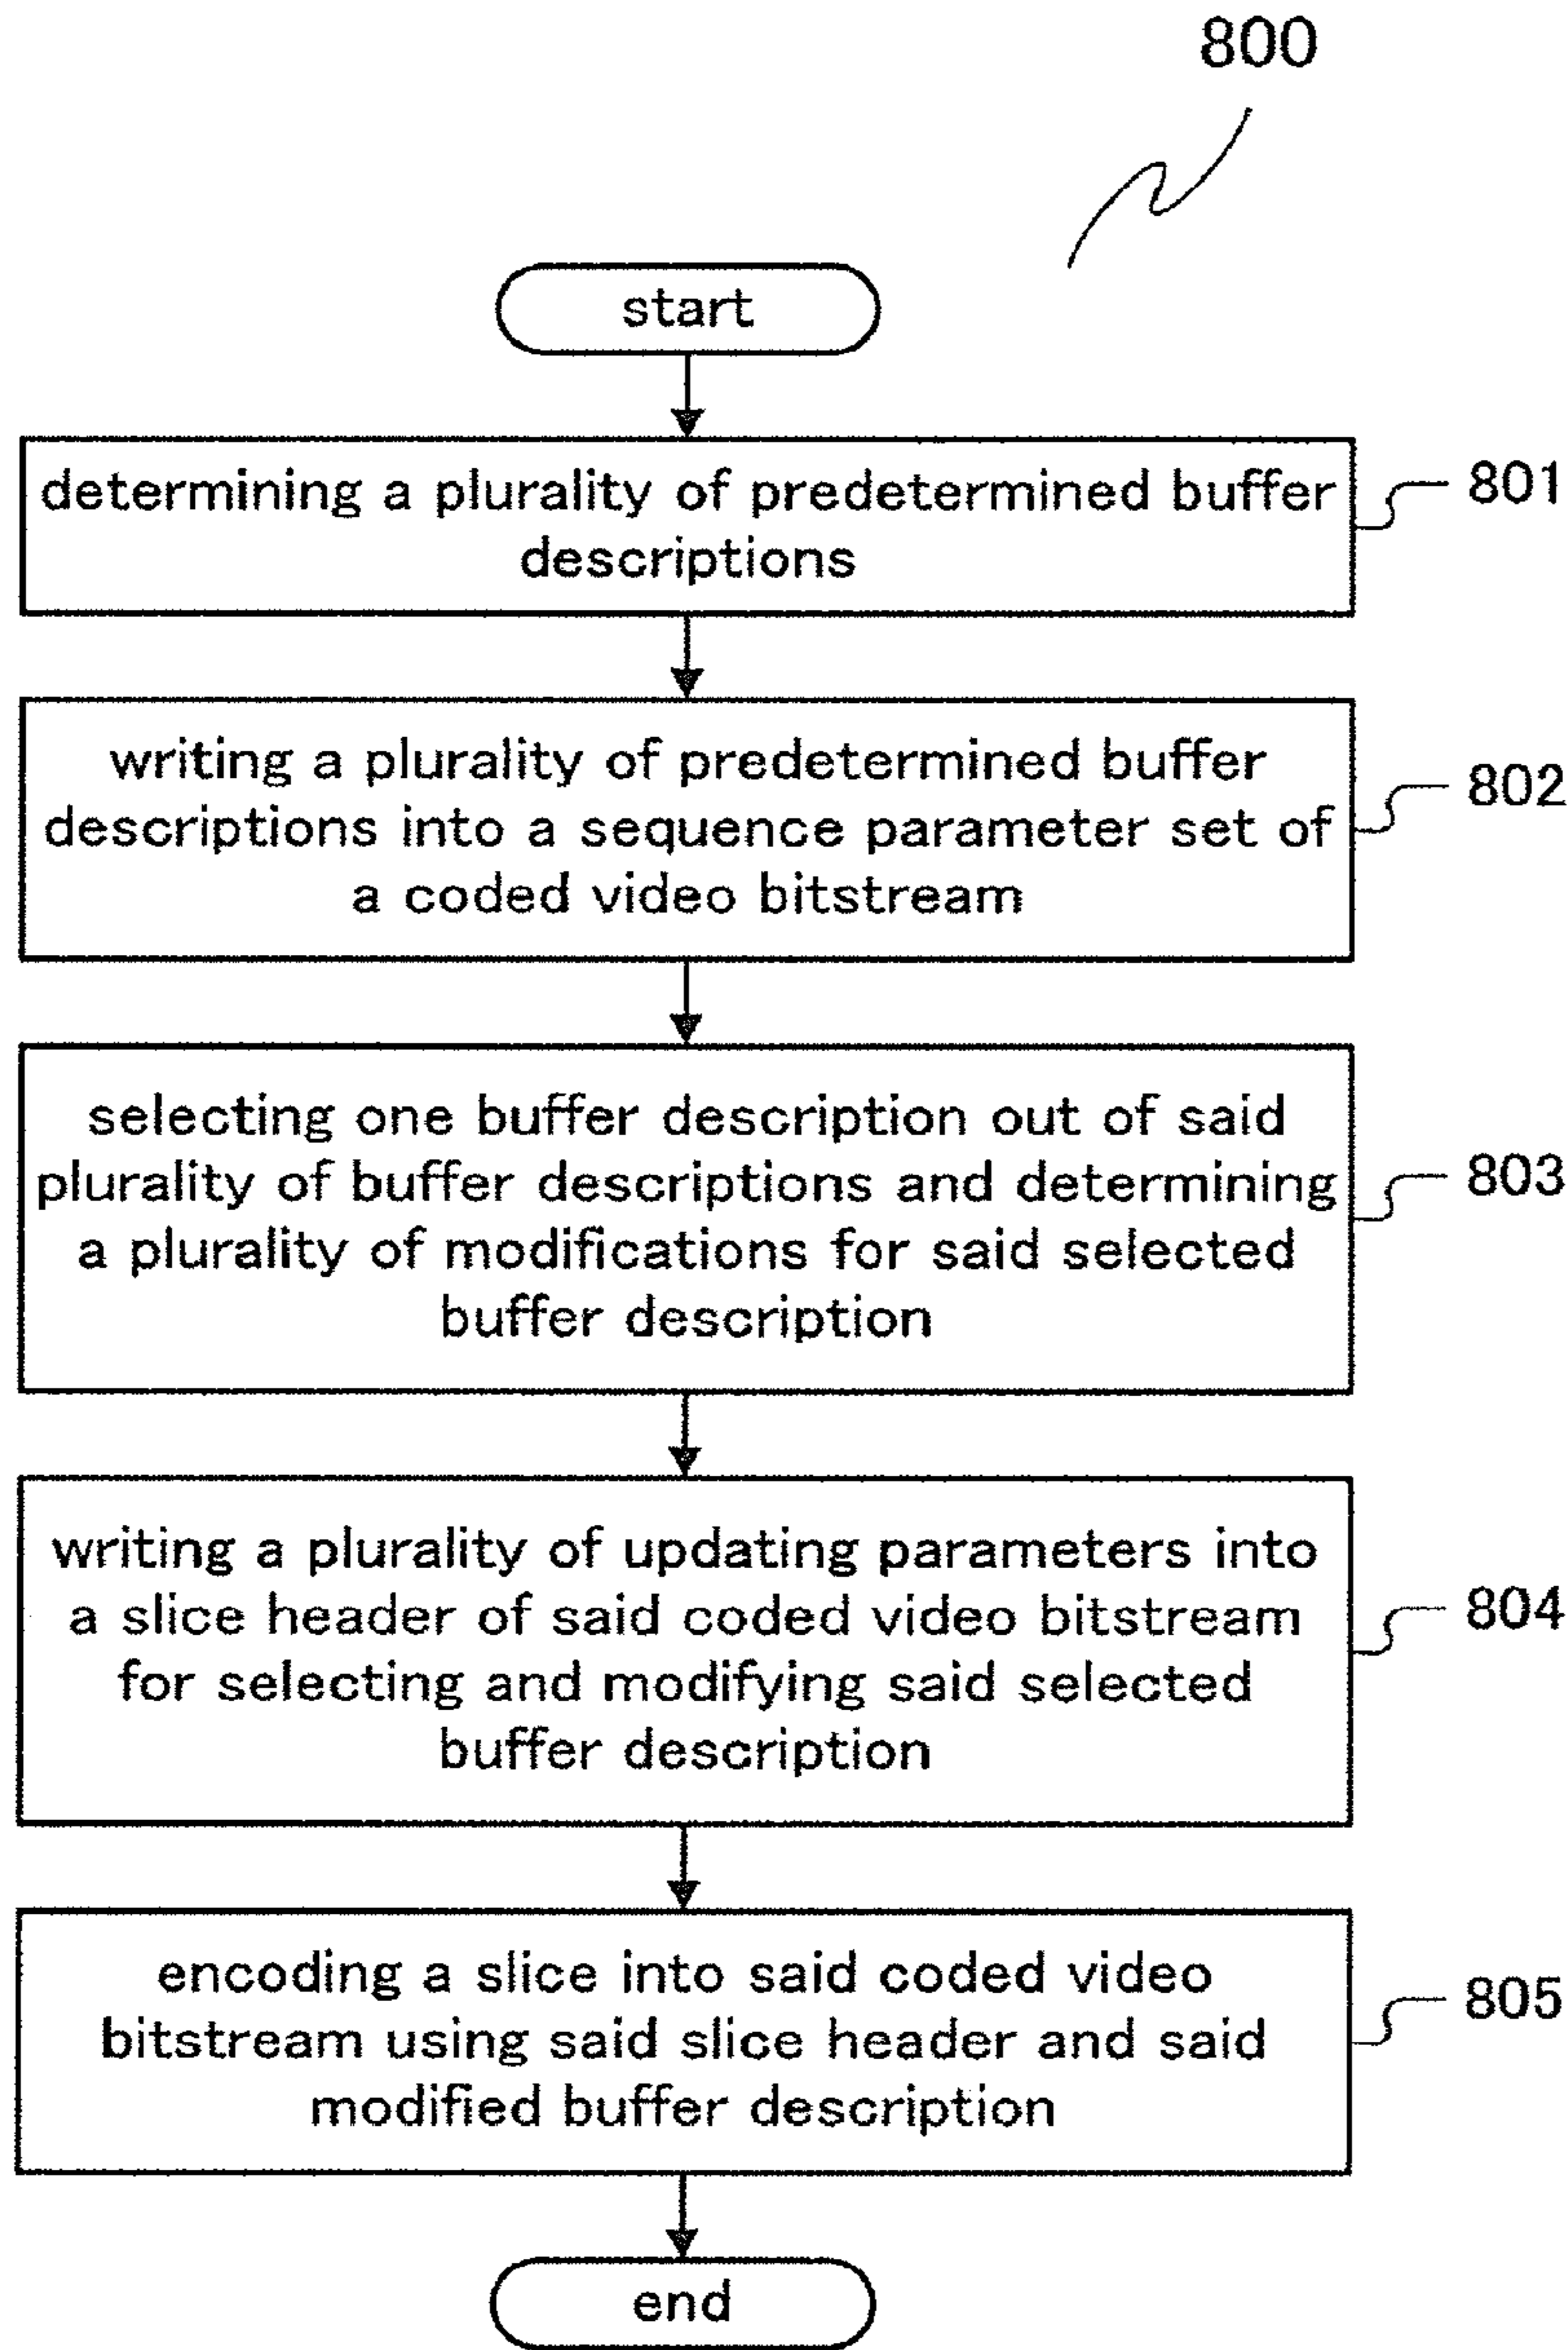 800
start
determining a plurality of predetermined buffer
descriptions
801
writing a plurality of predetermined buffer
descriptions into a sequence parameter set of
a coded video bitstream
802
selecting one buffer description out of said
plurality of buffer descriptions and determining
a plurality of modifications for said selected
buffer description
803
writing a plurality of updating parameters into
a slice header of said coded video bitstream
for selecting and modifying said selected
buffer description
804
encoding a slice into said coded video
bitstream using said slice header and said
modified buffer description
805
end